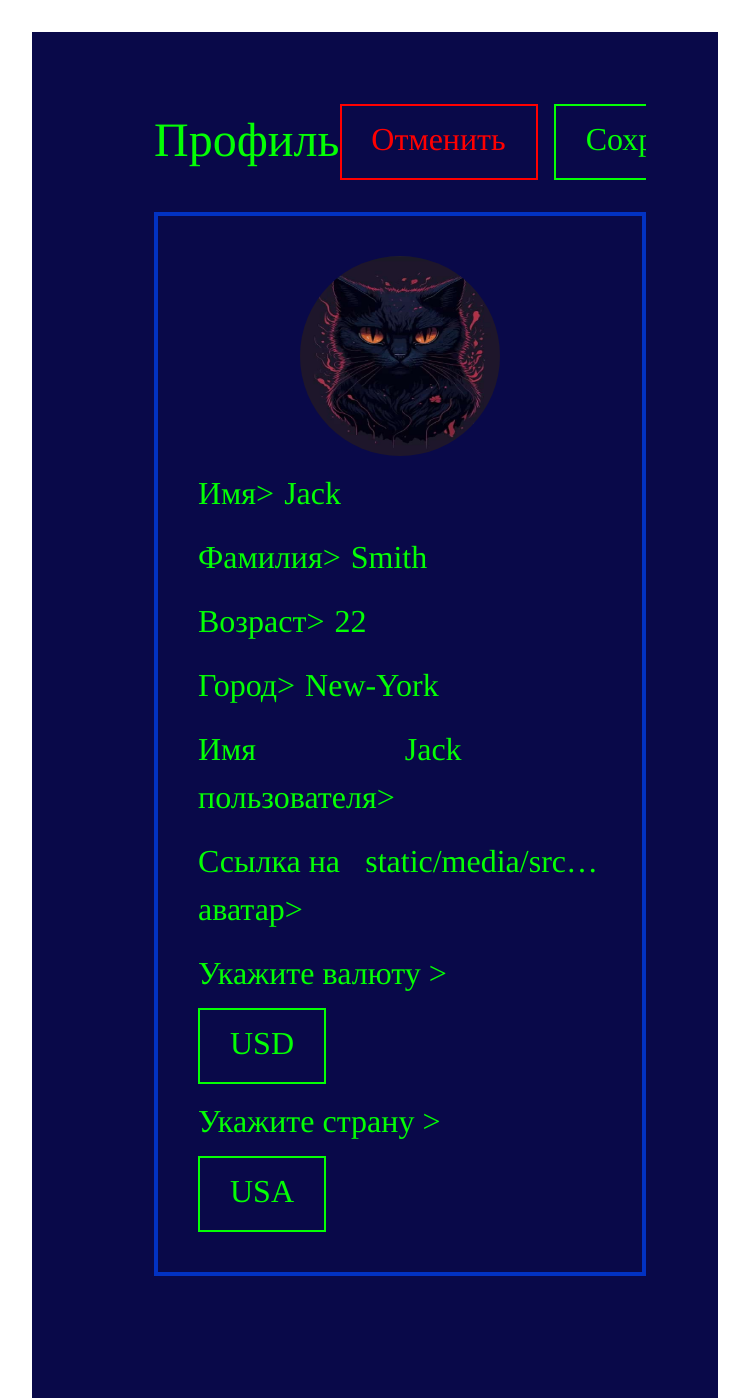 Профиль Отменить Сохр
Имя> Jack
Фамилия> Smith
Возраст> 22
Город> New-York
Имя Jack
пользователя>
Ссылка на static/media/src…
аватар>
Укажите валюту >
USD
Укажите страну >
USA